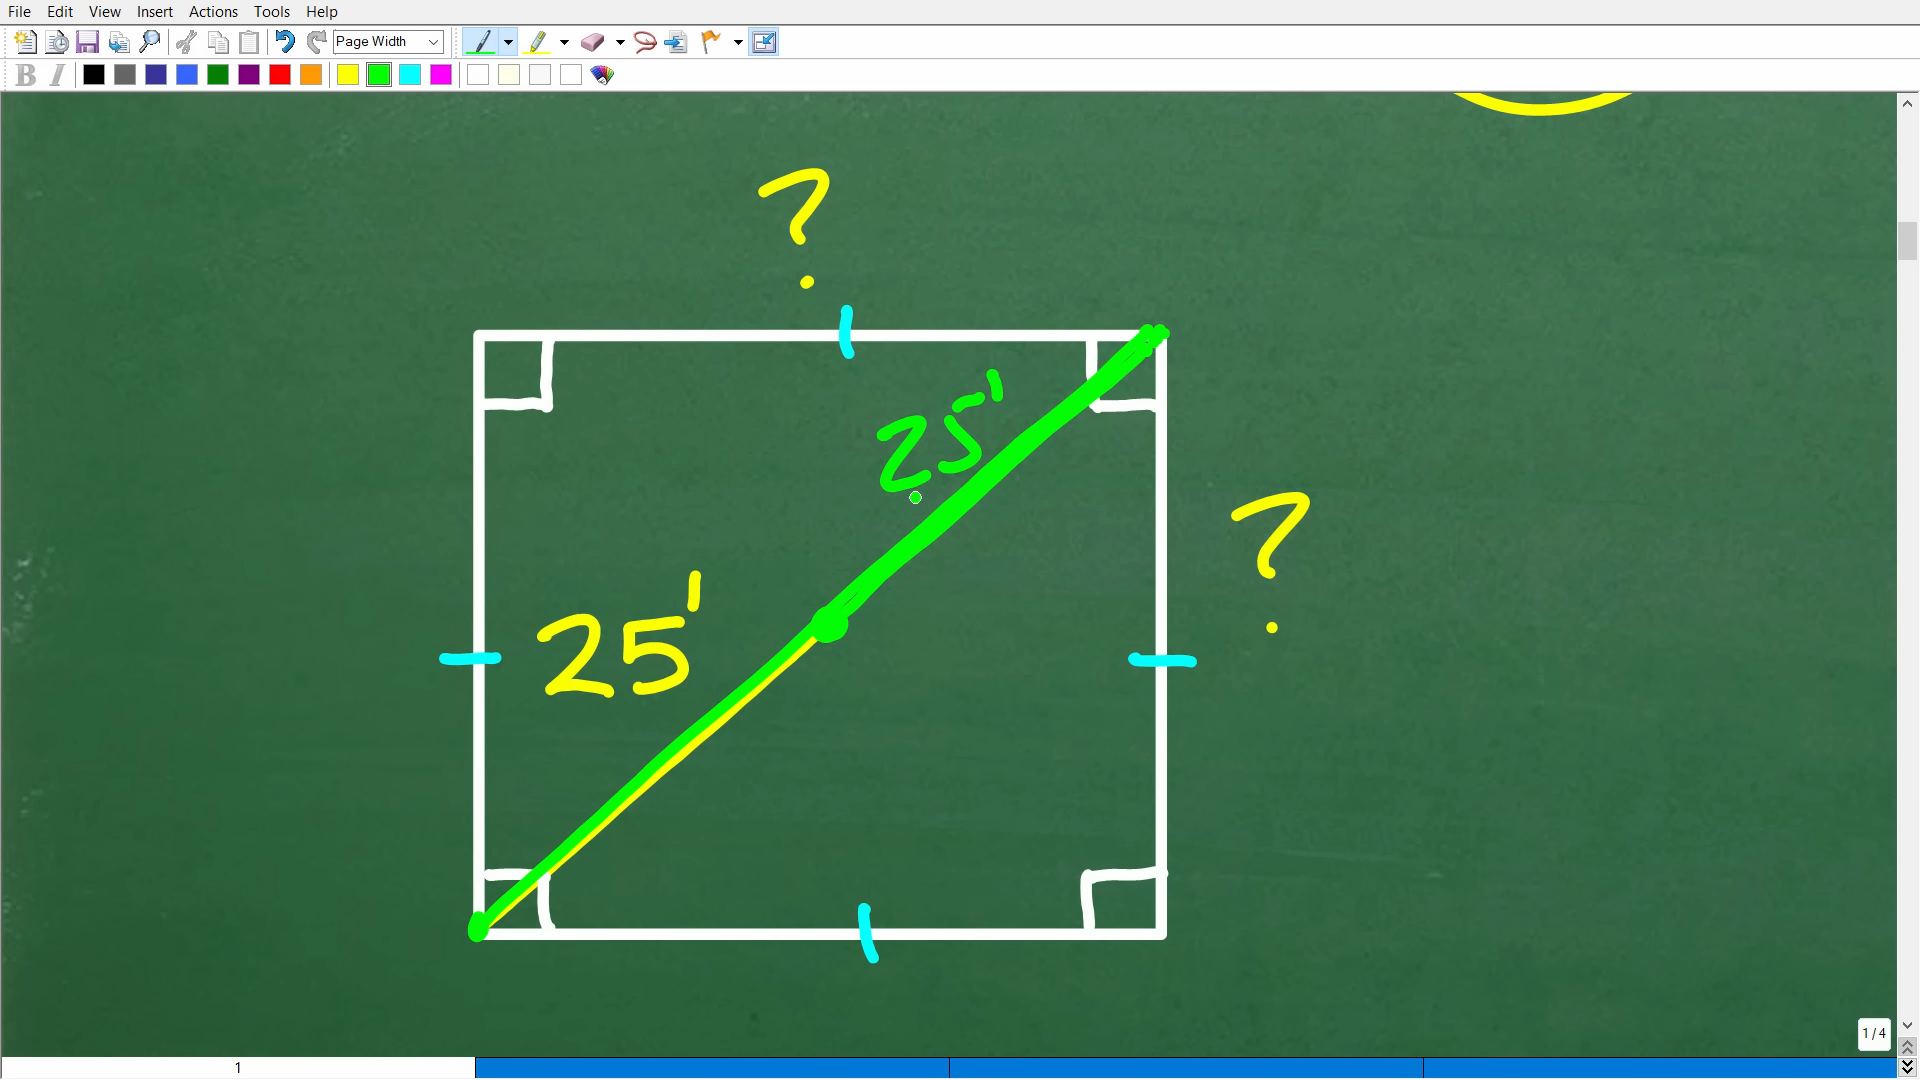 File Edit View Insert Actions Tools Help
Page Width
B I
?
25'
?
25'
1 / 4
1